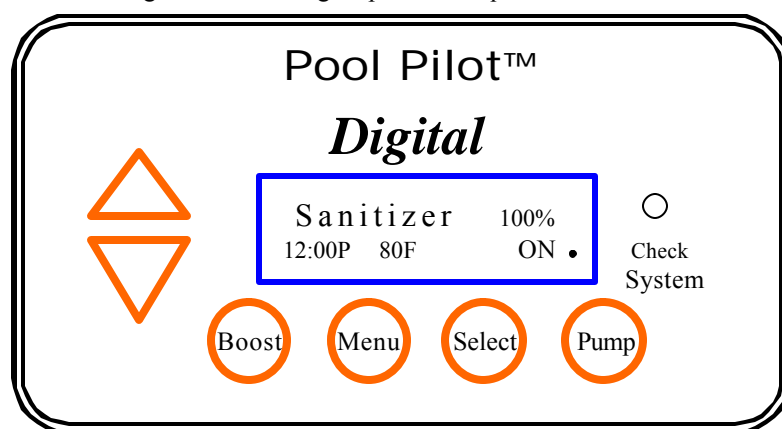 Pool Pilot™
Digital
Sanitizer 100%
12:00P 80F ON •
Check
System
Boost Menu Select Pump